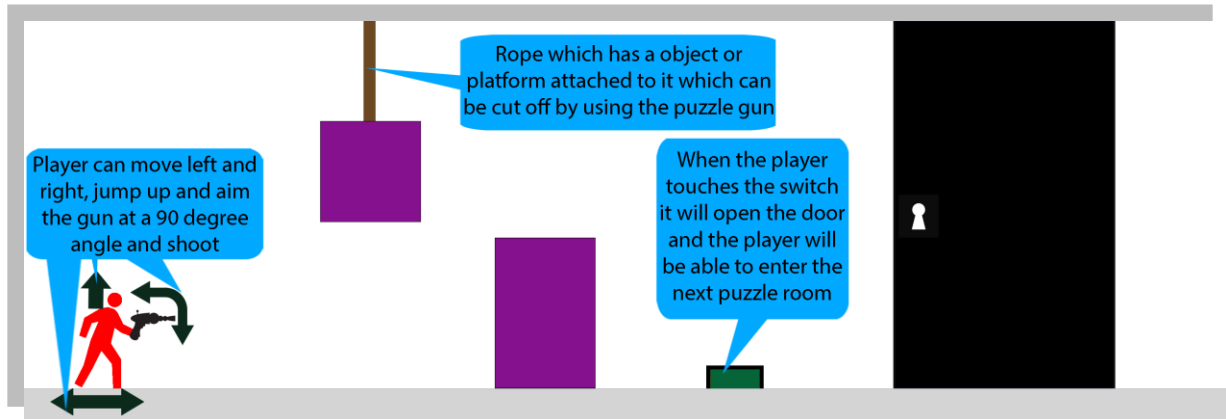 Rope which has a object or
platform attached to it which can
be cut off by using the puzzle gun
Player can move left and
right, jump up and aim
the gun at a 90 degree
angle and shoot
When the player
touches the switch
it will open the door
and the player will
be able to enter the
next puzzle room